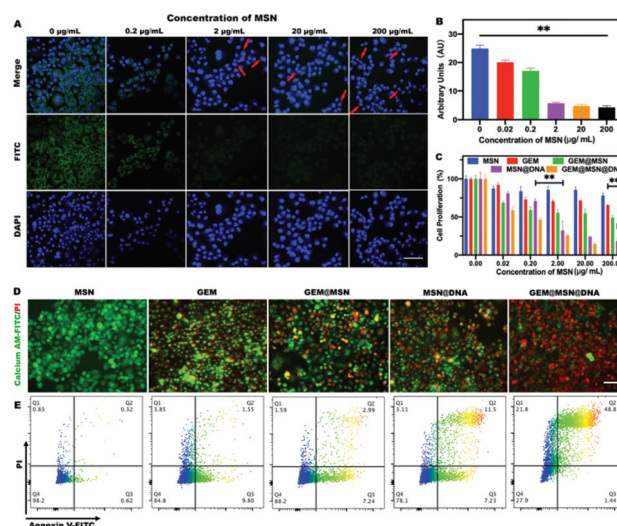 Concentration of MSN
A
0 µg/mL 0.2 µg/mL 2 µg/mL 20 µg/mL 200 µg/mL
Merge
FITC
DAPI
B
Arbitrary Units (AU)
30
20
10
0
**
0 0.02 0.2 2 20 200
Concentration of MSN (µg/ mL)
C
MSN GEM GEM@MSN
MSN@DNA GEM@MSN@DN
Cell Proliferation (%)
100
75
50
25
0
** **
0.00 0.02 0.20 2.00 20.00 200.0
Concentration of MSN (µg/mL)
D
MSN GEM GEM@MSN MSN@DNA GEM@MSN@DNA
Calcium AM-FITC/PI
E
Q1 Q2 Q1 Q2 Q1 Q2 Q1 Q2 Q1 Q2
0.83 0.32 3.85 1.55 1.59 2.99 3.11 11.5 21.8 48.8
PI
Q4 Q3 Q4 Q3 Q4 Q3 Q4 Q3 Q4 Q3
98.2 0.62 84.8 9.80 88.2 7.24 78.1 7.23 27.9 1.44
Annexin V-FITC